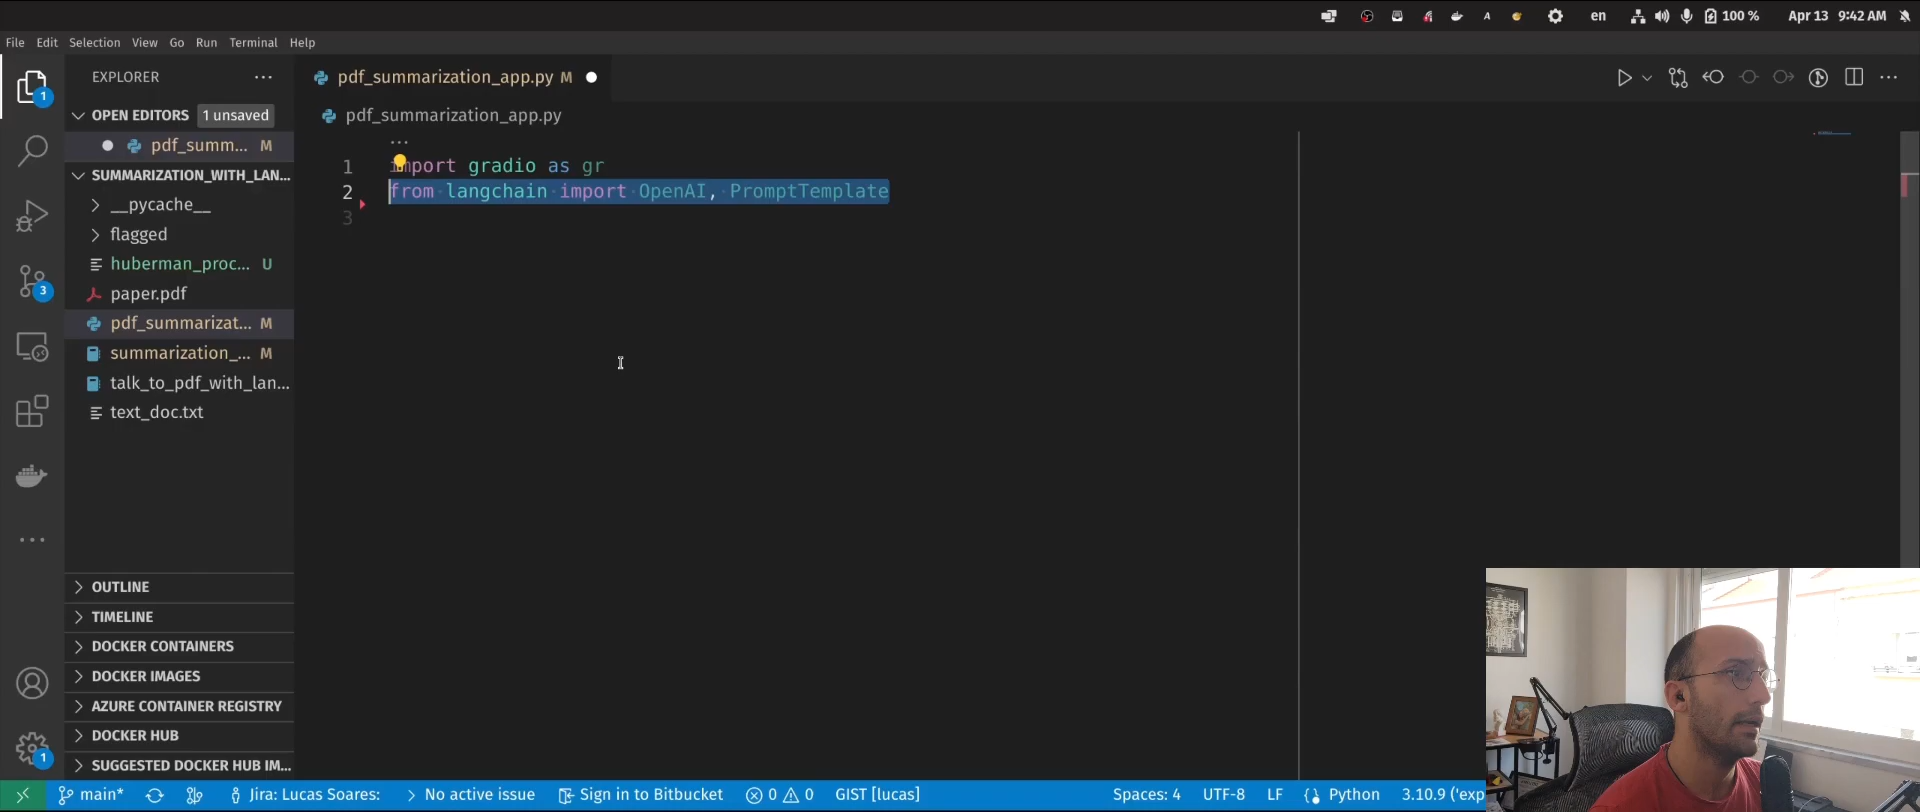 en
100 %
Apr 13 9:42 AM
File Edit Selection View Go Run Terminal Help
EXPLORER
pdf_summarization_app.py M
OPEN EDITORS 1 unsaved
pdf_summarization_app.py
pdf_summ... M
SUMMARIZATION_WITH_LAN...
__pycache__
flagged
huberman_proc... U
paper.pdf
pdf_summarizat... M
summarization_... M
talk_to_pdf_with_lan...
text_doc.txt
1 import gradio as gr
2 from langchain import OpenAI, PromptTemplate
3
1
3
1
OUTLINE
TIMELINE
DOCKER CONTAINERS
DOCKER IMAGES
AZURE CONTAINER REGISTRY
DOCKER HUB
SUGGESTED DOCKER HUB IM...
main* Jira: Lucas Soares: No active issue Sign in to Bitbucket 0 0 GIST [lucas] Spaces: 4 UTF-8 LF Python 3.10.9 ('exp